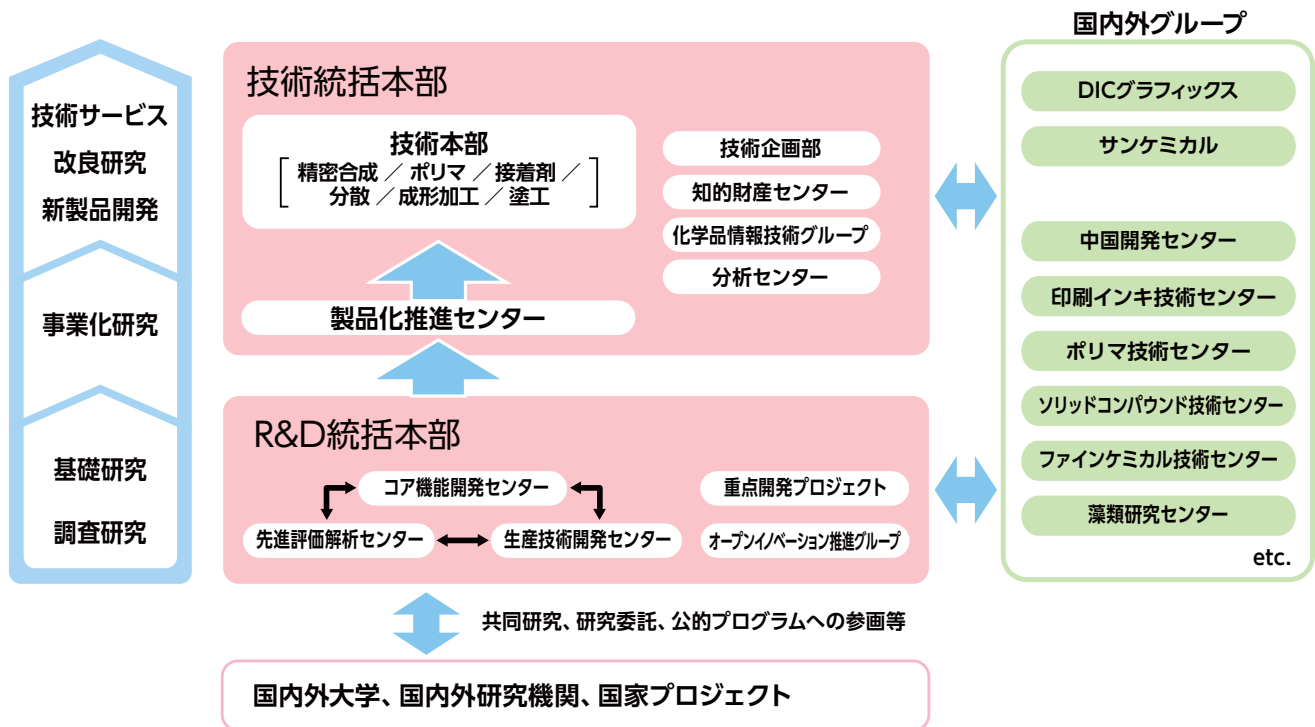 技術サービス
改良研究
新製品開発
事業化研究
基礎研究
調査研究
技術統括本部
技術本部
精密合成 ／ ポリマ ／ 接着剤 ／
分散 ／ 成形加工 ／ 塗工
製品化推進センター
技術企画部
知的財産センター
化学品情報技術グループ
分析センター
R&D統括本部
コア機能開発センター
先進評価解析センター
生産技術開発センター
重点開発プロジェクト
オープンイノベーション推進グループ
共同研究、研究委託、公的プログラムへの参画等
国内外大学、国内外研究機関、国家プロジェクト
国内外グループ
DICグラフィックス
サンケミカル
中国開発センター
印刷インキ技術センター
ポリマ技術センター
ソリッドコンパウンド技術センター
ファインケミカル技術センター
藻類研究センター
etc.